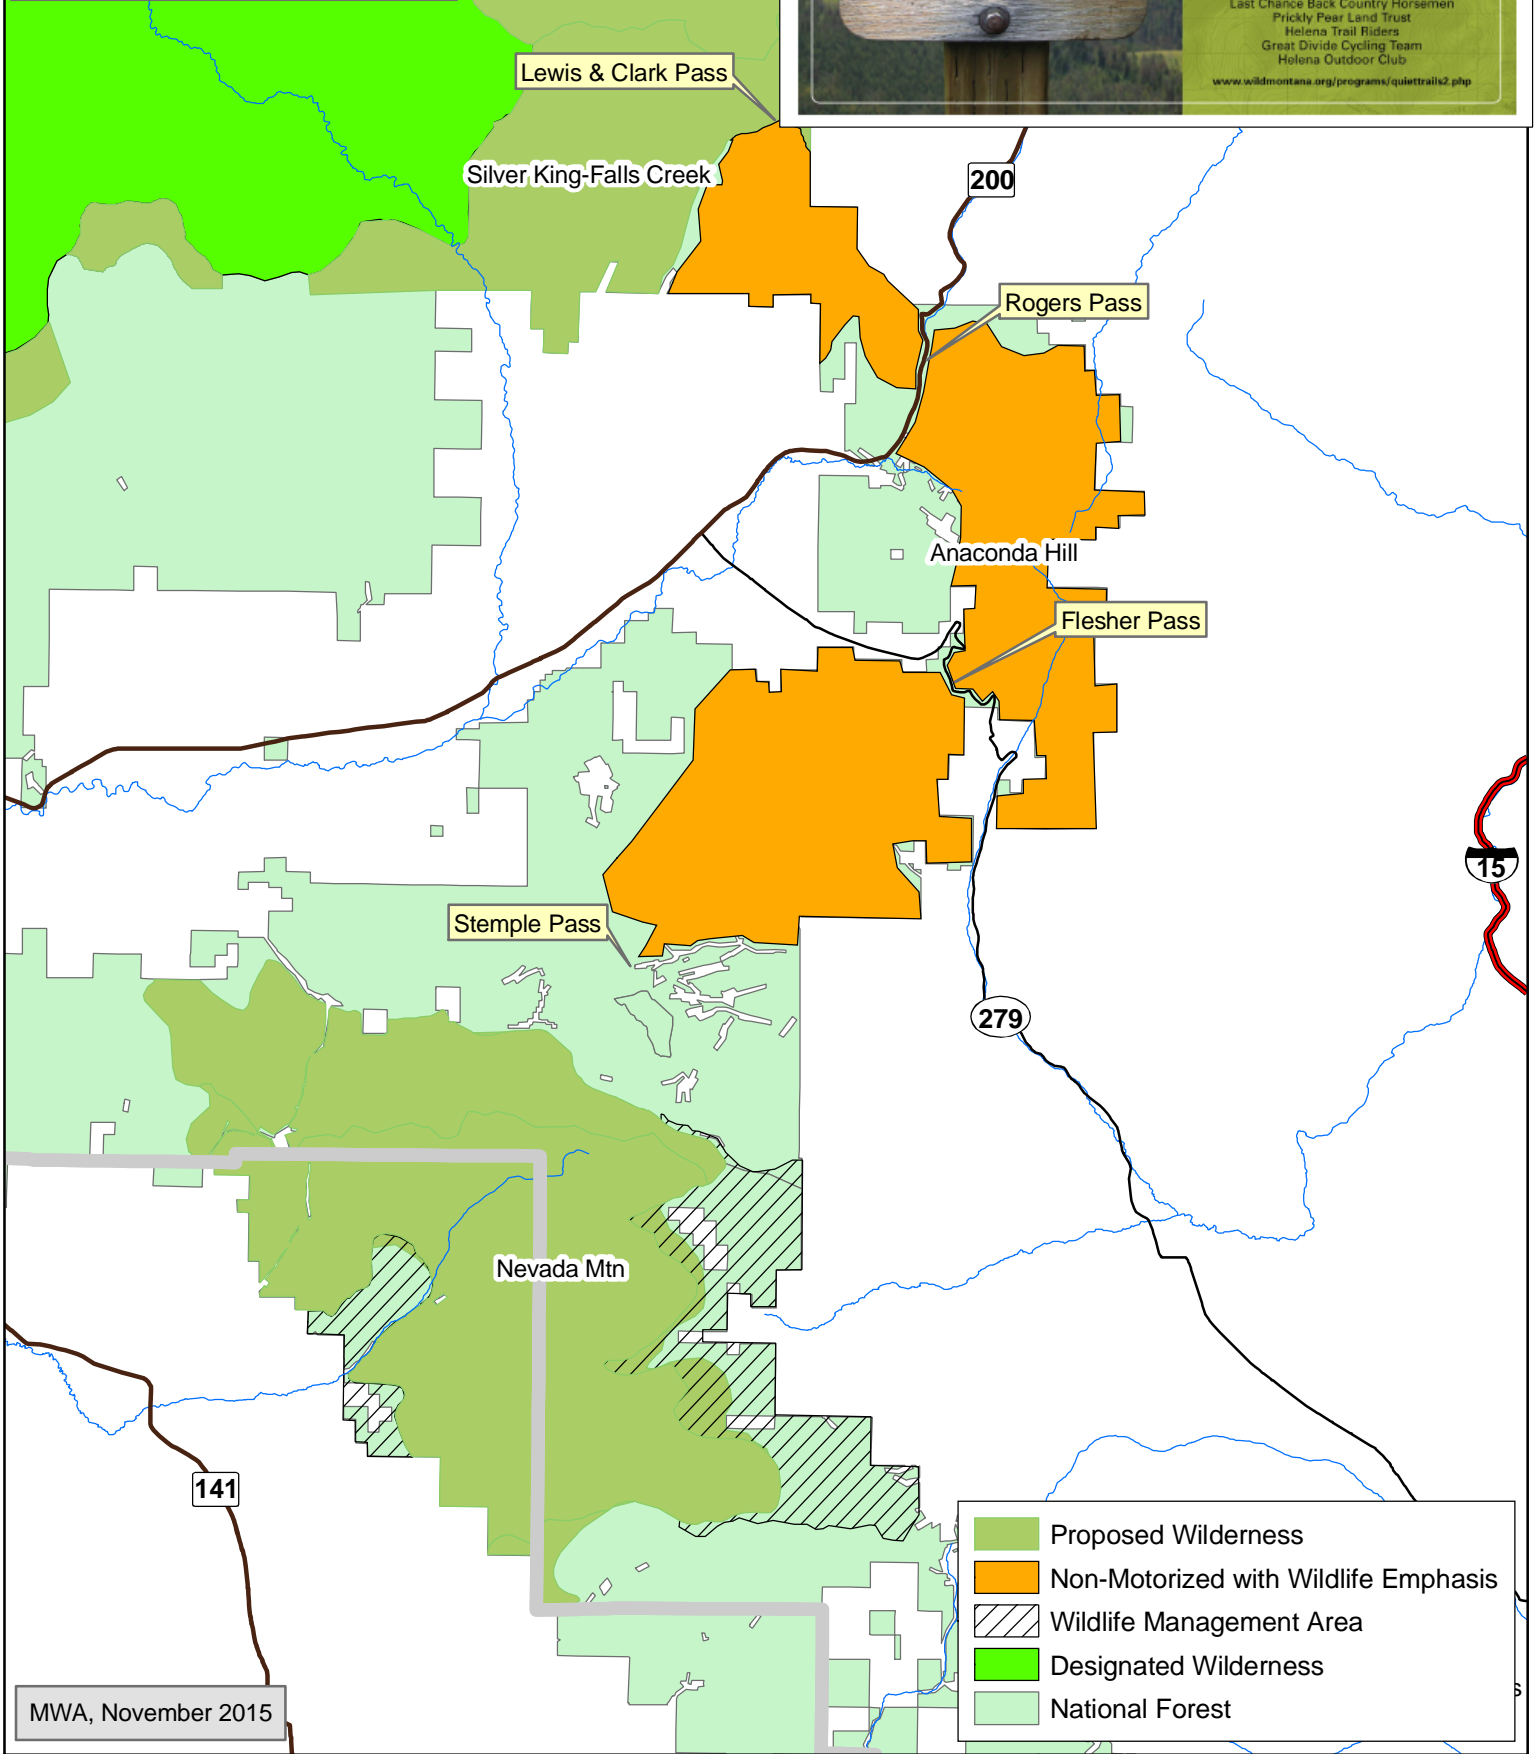 Last Chance Back Country Horsemen
Prickly Pear Land Trust
Helena Trail Riders
Great Divide Cycling Team
Helena Outdoor Club
www.wildmontana.org/programs/quiettrails2.php
Lewis & Clark Pass
Silver King-Falls Creek
200
Rogers Pass
Anaconda Hill
Flesher Pass
15
Stemple Pass
279
Nevada Mtn
141
Proposed Wilderness
Non-Motorized with Wildlife Emphasis
Wildlife Management Area
Designated Wilderness
National Forest
s
MWA, November 2015